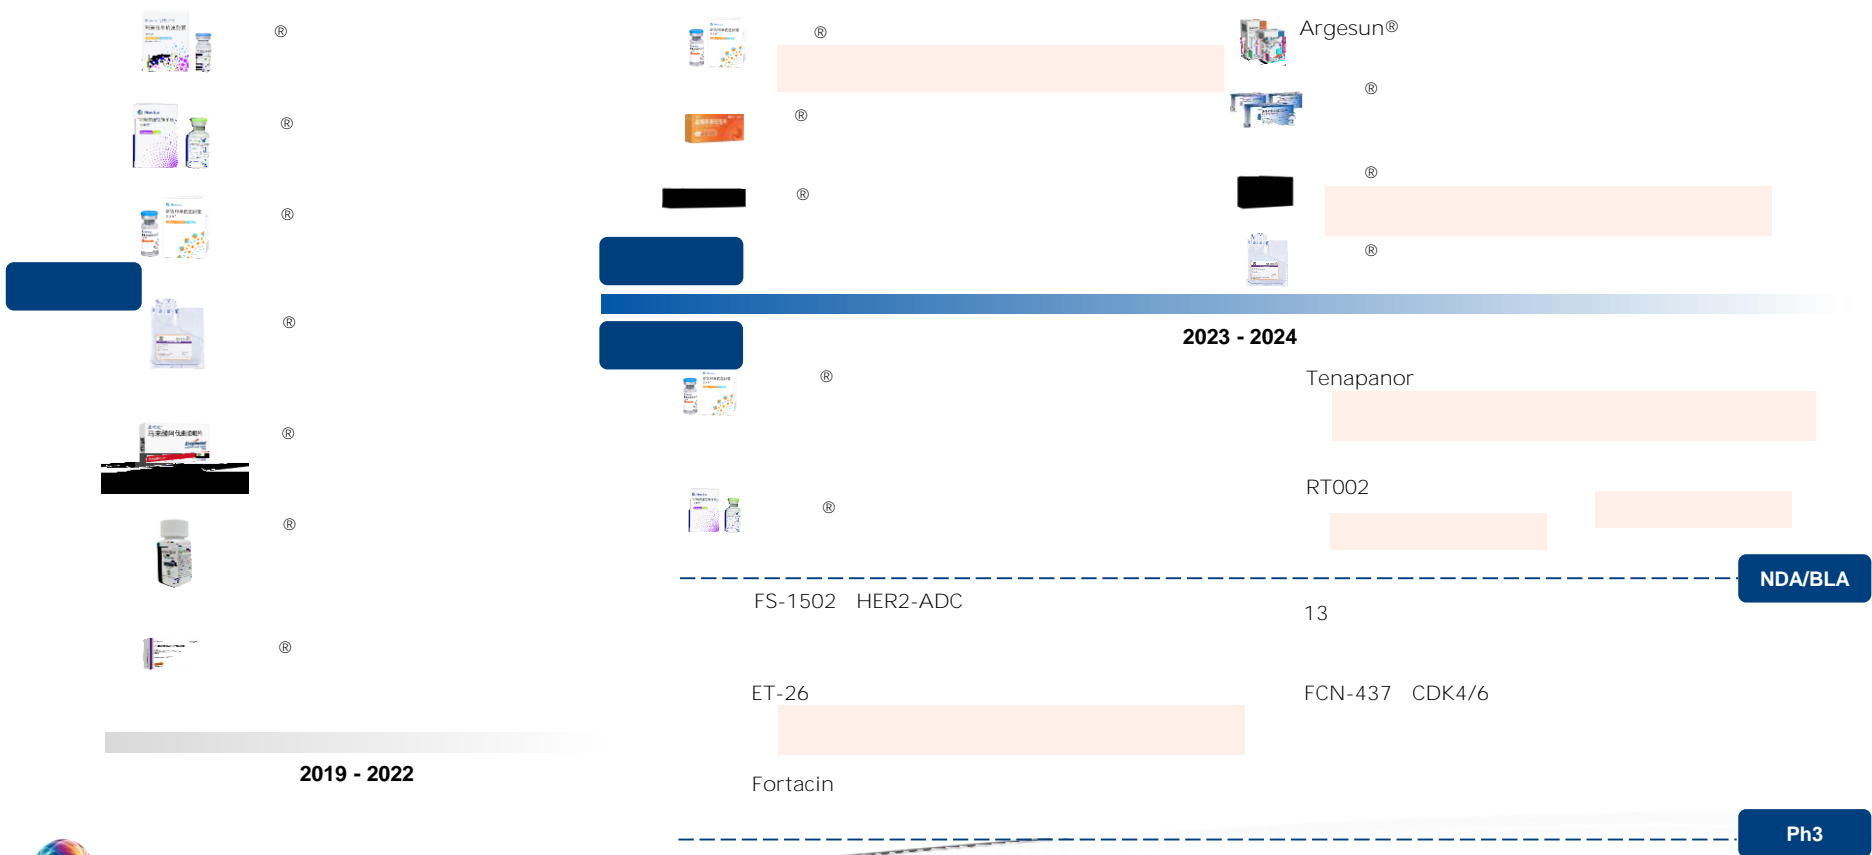 ®
®
®
®
®
®
®
2019 - 2022
®
®
®
Argesun®
®
®
®
2023 - 2024
®
®
Tenapanor
RT002
NDA/BLA
FS-1502 HER2-ADC
13
ET-26
FCN-437 CDK4/6
Fortacin
Ph3